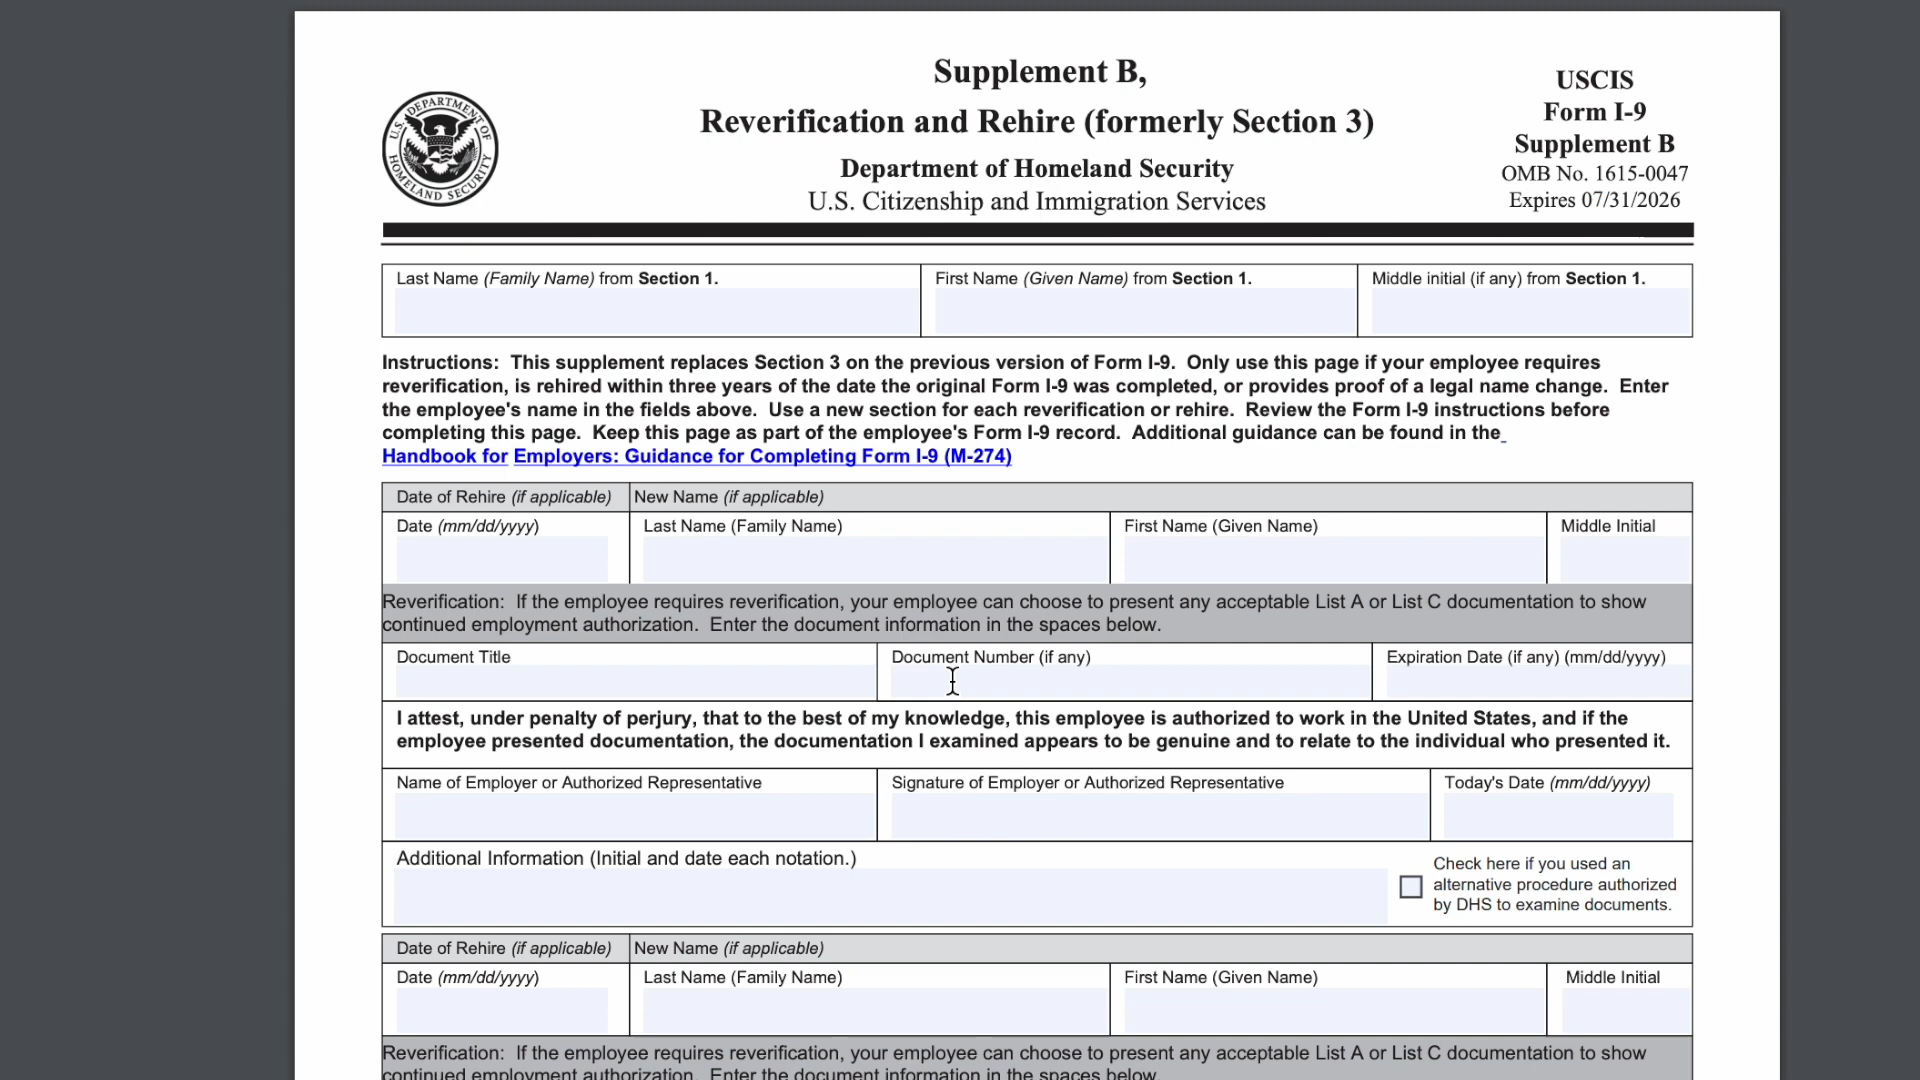 Supplement B,
Reverification and Rehire (formerly Section 3)
Department of Homeland Security
U.S. Citizenship and Immigration Services
USCIS
Form I-9
Supplement B
OMB No. 1615-0047
Expires 07/31/2026
U.S. DEPARTMENT OF HOMELAND SECURITY
Last Name (Family Name) from Section 1.
First Name (Given Name) from Section 1.
Middle initial (if any) from Section 1.
Instructions:  This supplement replaces Section 3 on the previous version of Form I-9.  Only use this page if your employee requires
reverification, is rehired within three years of the date the original Form I-9 was completed, or provides proof of a legal name change.  Enter
the employee's name in the fields above.  Use a new section for each reverification or rehire.  Review the Form I-9 instructions before
completing this page.  Keep this page as part of the employee's Form I-9 record.  Additional guidance can be found in the
Handbook for Employers: Guidance for Completing Form I-9 (M-274)
Date of Rehire (if applicable)
New Name (if applicable)
Date (mm/dd/yyyy)
Last Name (Family Name)
First Name (Given Name)
Middle Initial
Reverification:  If the employee requires reverification, your employee can choose to present any acceptable List A or List C documentation to show
continued employment authorization.  Enter the document information in the spaces below.
Document Title
Document Number (if any)
Expiration Date (if any) (mm/dd/yyyy)
I attest, under penalty of perjury, that to the best of my knowledge, this employee is authorized to work in the United States, and if the
employee presented documentation, the documentation I examined appears to be genuine and to relate to the individual who presented it.
Name of Employer or Authorized Representative
Signature of Employer or Authorized Representative
Today's Date (mm/dd/yyyy)
Additional Information (Initial and date each notation.)
Check here if you used an
alternative procedure authorized
by DHS to examine documents.
Date of Rehire (if applicable)
New Name (if applicable)
Date (mm/dd/yyyy)
Last Name (Family Name)
First Name (Given Name)
Middle Initial
Reverification:  If the employee requires reverification, your employee can choose to present any acceptable List A or List C documentation to show
continued employment authorization.  Enter the document information in the spaces below.